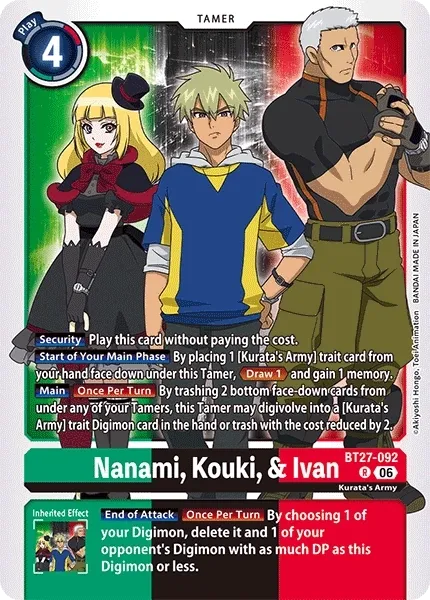 TAMER
Play
4
Security Play this card without paying the cost.
Start of Your Main Phase By placing 1 [Kurata's Army] trait card from
your hand face down under this Tamer, Draw 1 and gain 1 memory.
Main Once Per Turn By trashing 2 bottom face-down cards from
under any of your Tamers, this Tamer may digivolve into a [Kurata's
Army] trait Digimon card in the hand or trash with the cost reduced by 2.
©Akiyoshi Hongo, Toei Animation BANDAI MADE IN JAPAN
BT27-092
Nanami, Kouki, & Ivan R 06
Kurata's Army
Inherited Effect
End of Attack Once Per Turn By choosing 1 of
your Digimon, delete it and 1 of your
opponent's Digimon with as much DP as this
Digimon or less.